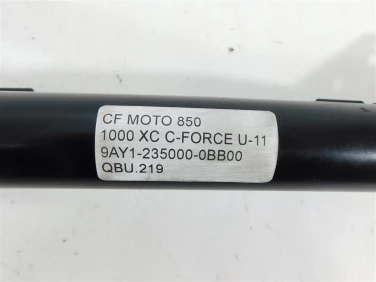 CF MOTO 850
1000 XC C-FORCE U-11
9AY1-235000-0BB00
QBU.219